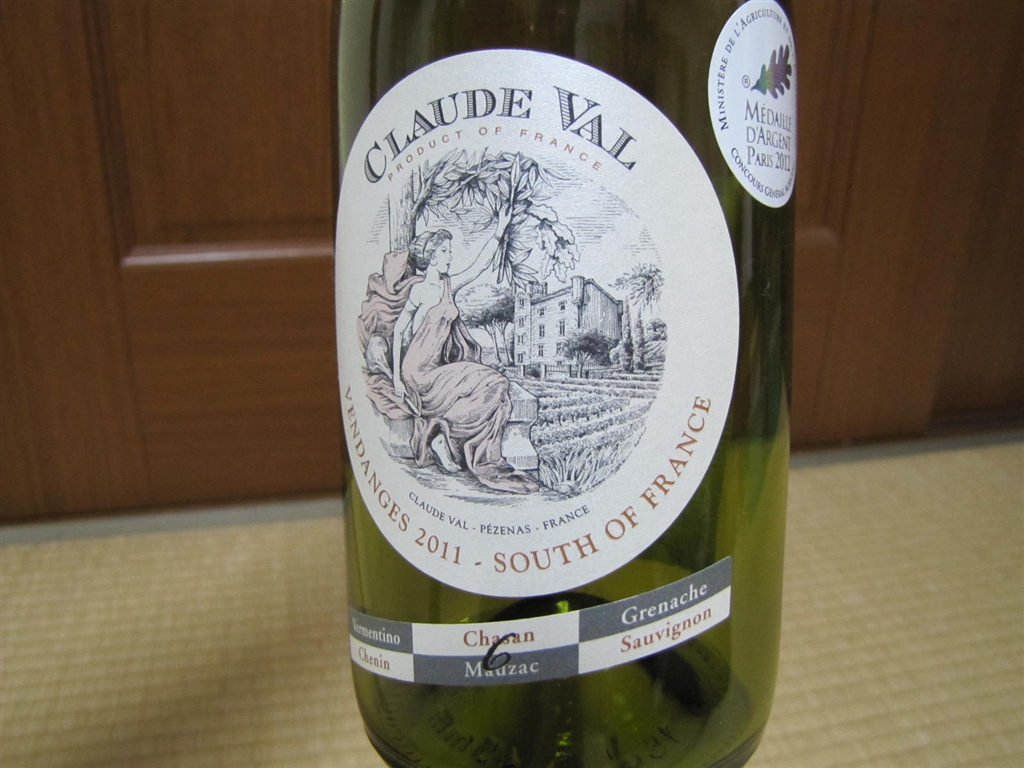 CLAUDE VAL
PRODUCT OF FRANCE
CLAUDE VAL - PÉZENAS - FRANCE
VENDANGES 2011 - SOUTH OF FRANCE
Vermentino Chasan Grenache
Chenin Mauzac Sauvignon
6
MINISTÈRE DE L'AGRICULTURE
®
MÉDAILLE
D'ARGENT
PARIS 2012
CONCOURS GÉNÉRAL